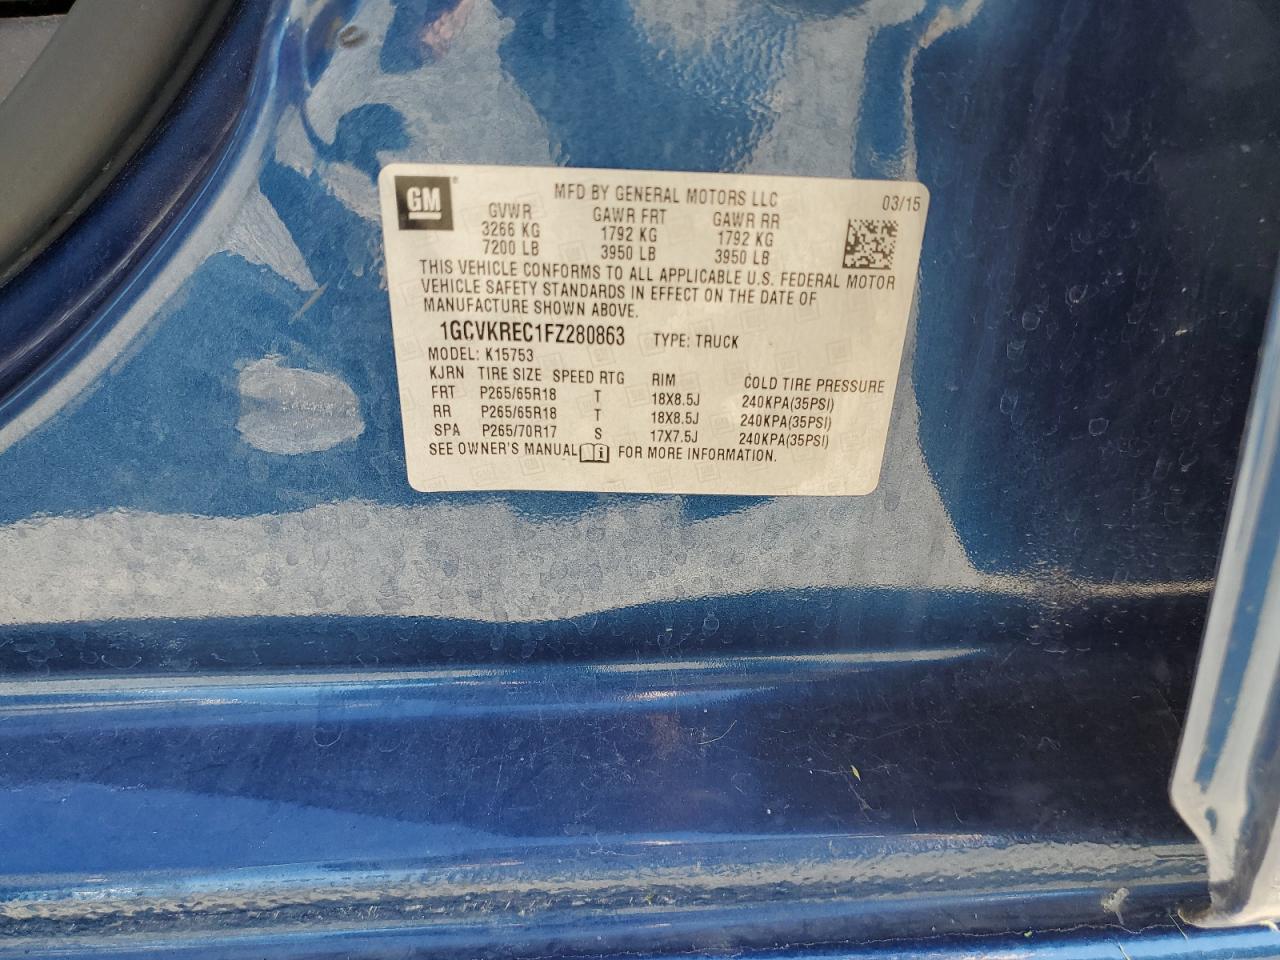 GM
MFD BY GENERAL MOTORS LLC 03/15
GVWR GAWR FRT GAWR RR
3266 KG 1792 KG 1792 KG
7200 LB 3950 LB 3950 LB
THIS VEHICLE CONFORMS TO ALL APPLICABLE U.S. FEDERAL MOTOR
VEHICLE SAFETY STANDARDS IN EFFECT ON THE DATE OF
MANUFACTURE SHOWN ABOVE.
1GCVKREC1FZ280863 TYPE: TRUCK
MODEL: K15753
KJRN TIRE SIZE SPEED RTG RIM COLD TIRE PRESSURE
FRT P265/65R18 T 18X8.5J 240KPA(35PSI)
RR P265/65R18 T 18X8.5J 240KPA(35PSI)
SPA P265/70R17 S 17X7.5J 240KPA(35PSI)
SEE OWNER'S MANUAL FOR MORE INFORMATION.